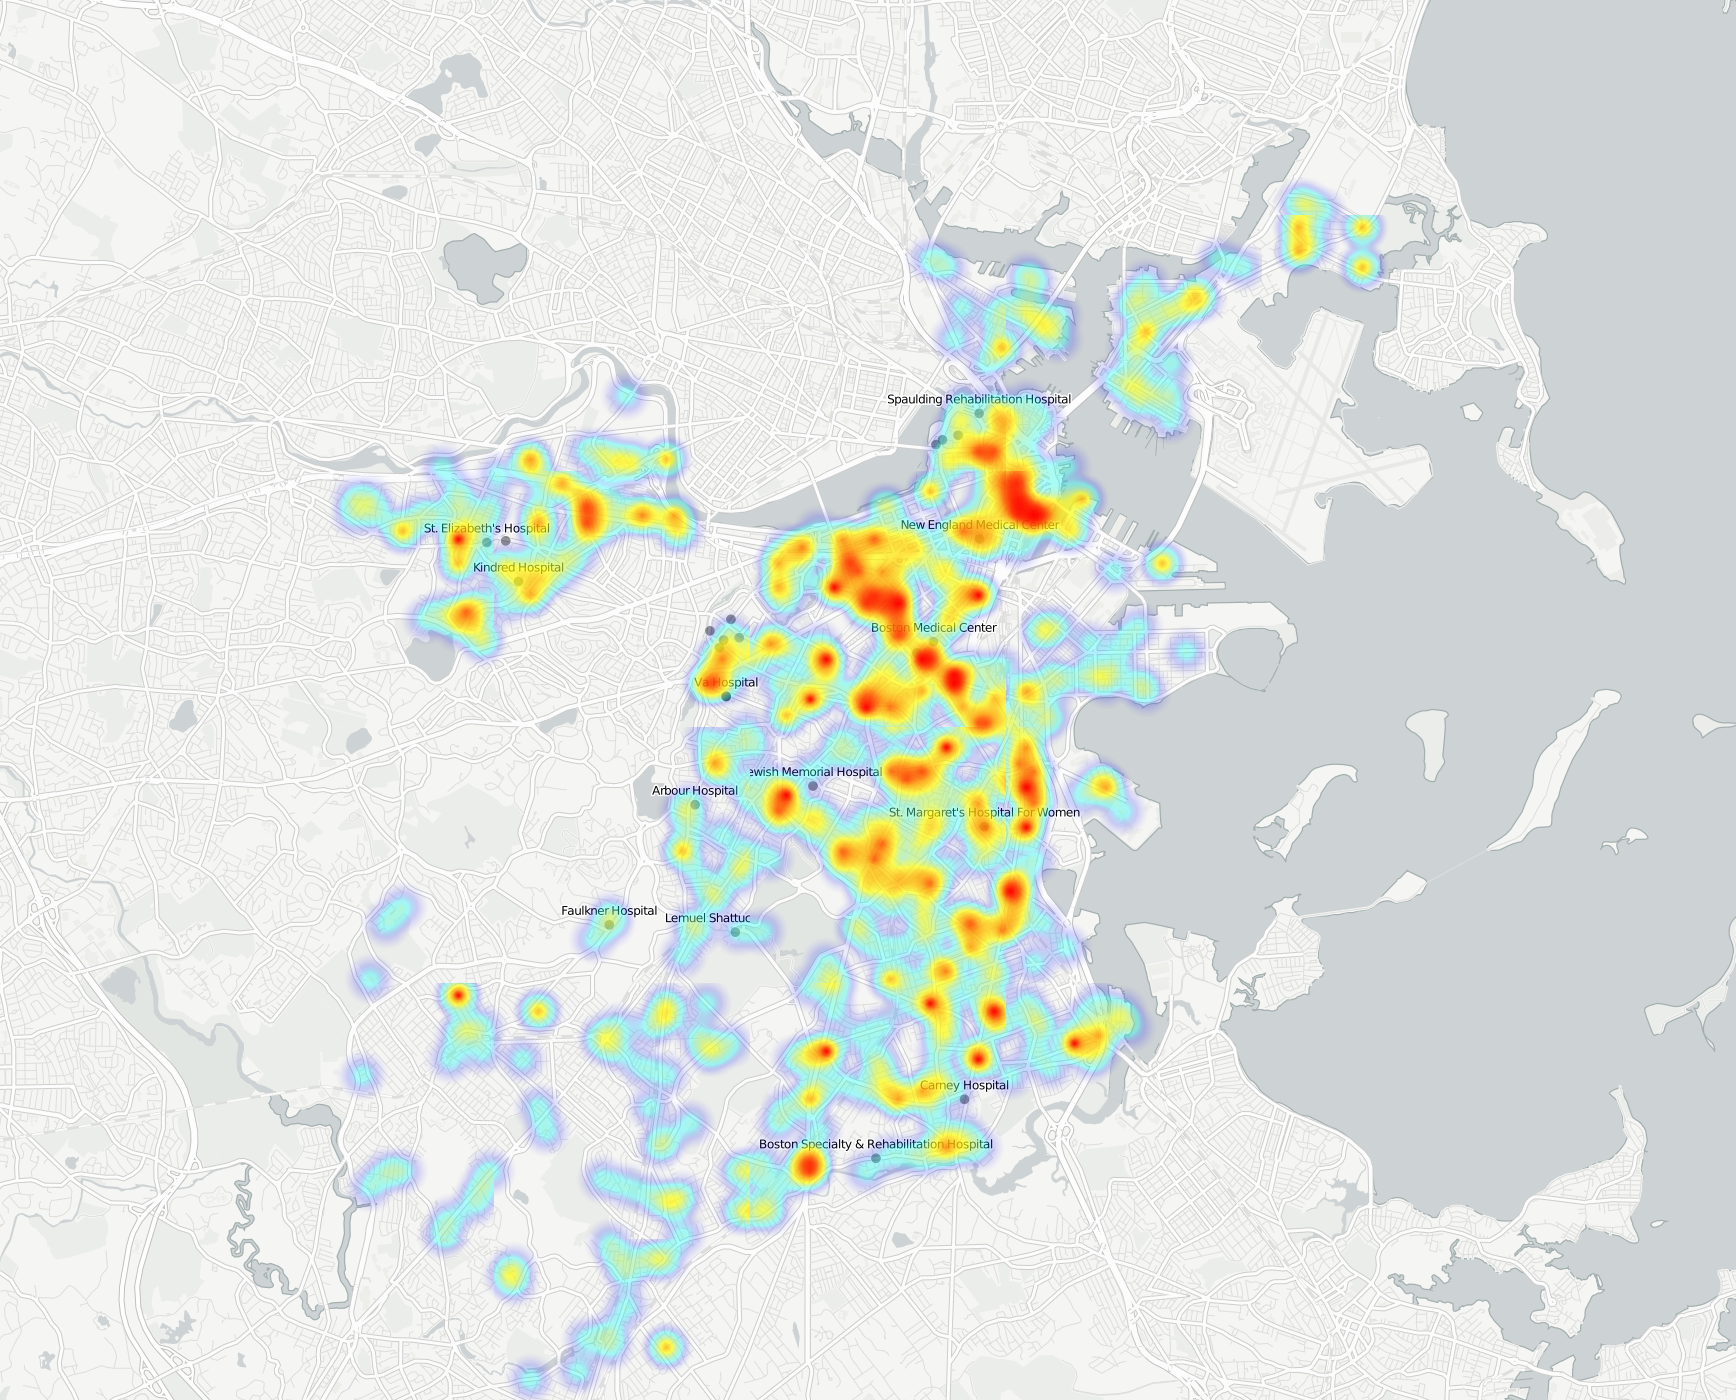 Spaulding Rehabilitation Hospital
New England Medical Center
St. Elizabeth's Hospital
Kindred Hospital
Boston Medical Center
Va Hospital
ewish Memorial Hospital
Arbour Hospital
St. Margaret's Hospital For Women
Faulkner Hospital
Lemuel Shattuc
Carney Hospital
Boston Specialty & Rehabilitation Hospital